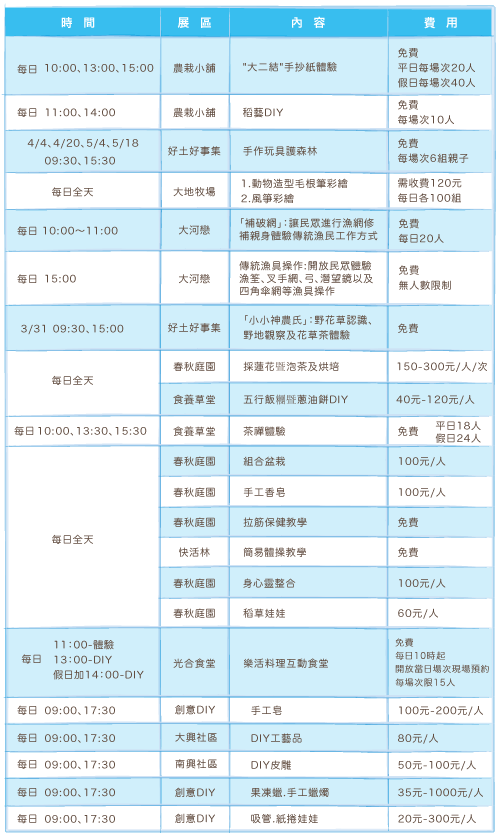 時 間 展 區 內 容 費 用
每日 10:00、13:00、15:00 農栽小舖 "大二結"手抄紙體驗 免費
平日每場次20人
假日每場次40人
每日 11:00、14:00 農栽小舖 稻藝DIY 免費
每場次10人
4/4、4/20、5/4、5/18
09:30、15:30 好土好事集 手作玩具護森林 免費
每場次6組親子
每日全天 大地牧場 1.動物造型毛根筆彩繪
2.風箏彩繪 需收費120元
每日各100組
每日 10:00～11:00 大河戀 「補破網」：讓民眾進行漁網修
補親身體驗傳統漁民工作方式 免費
每日20人
每日 15:00 大河戀 傳統漁具操作:開放民眾體驗
漁荃、叉手網、弓、潛望鏡以及
四角傘網等漁具操作 免費
無人數限制
3/31 09:30、15:00 好土好事集 「小小神農氏」：野花草認識、
野地觀察及花草茶體驗 免費
每日全天 春秋庭園 採蓮花暨泡茶及烘培 150-300元/人/次
食養草堂 五行飯糰暨蔥油餅DIY 40元-120元/人
每日10:00、13:30、15:30 食養草堂 茶禪體驗 免費 平日18人
假日24人
每日全天 春秋庭園 組合盆栽 100元/人
春秋庭園 手工香皂 100元/人
春秋庭園 拉筋保健教學 免費
快活林 簡易體操教學 免費
春秋庭園 身心靈整合 100元/人
春秋庭園 稻草娃娃 60元/人
每日 11:00-體驗
13:00-DIY
假日加14:00-DIY 光合食堂 樂活料理互動食堂 免費
每日10時起
開放當日場次現場預約
每場次限15人
每日 09:00、17:30 創意DIY 手工皂 100元-200元/人
每日 09:00、17:30 大興社區 DIY工藝品 80元/人
每日 09:00、17:30 南興社區 DIY皮雕 50元-100元/人
每日 09:00、17:30 創意DIY 果凍蠟.手工蠟燭 35元-1000元/人
每日 09:00、17:30 創意DIY 吸管.紙捲娃娃 20元-300元/人